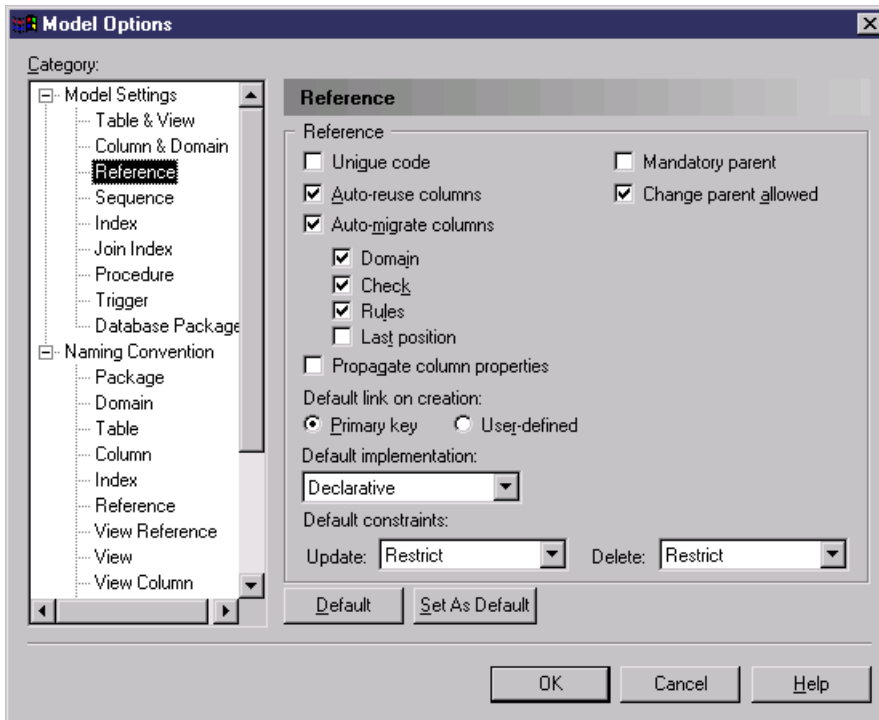 Model Options
Category:
Model Settings
Table & View
Column & Domain
Reference
Sequence
Index
Join Index
Procedure
Trigger
Database Package
Naming Convention
Package
Domain
Table
Column
Index
Reference
View Reference
View
View Column
Reference
Reference
Unique code
Mandatory parent
Auto-reuse columns
Change parent allowed
Auto-migrate columns
Domain
Check
Rules
Last position
Propagate column properties
Default link on creation:
Primary key User-defined
Default implementation:
Declarative
Default constraints:
Update: Restrict Delete: Restrict
Default Set As Default
OK Cancel Help